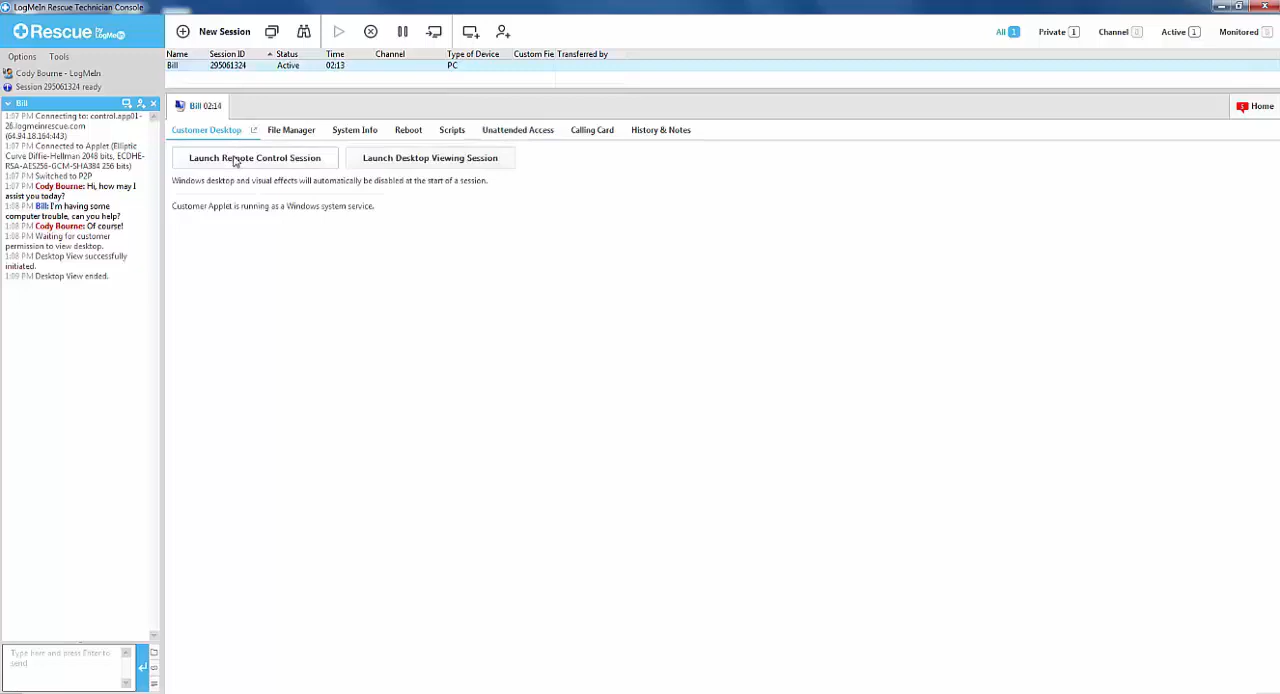 LogMeIn Rescue Technician Console
Rescue by LogMeIn
New Session
All 1 Private 1 Channel 0 Active 1 Monitored 0
Options Tools
Name Session ID Status Time Channel Type of Device Custom Fie Transferred by
Bill 295061324 Active 02:13 PC
Cody Bourne - LogMeIn
Session 295061324 ready
Bill
Bill 02:14
Home
Customer Desktop File Manager System Info Reboot Scripts Unattended Access Calling Card History & Notes
Launch Remote Control Session Launch Desktop Viewing Session
Windows desktop and visual effects will automatically be disabled at the start of a session.
Customer Applet is running as a Windows system service.
1:07 PM Connecting to: control.app01-
26.logmeinrescue.com
(64.94.18.164:443)
1:07 PM Connected to Applet (Elliptic
Curve Diffie-Hellman 2048 bits, ECDHE-
RSA-AES256-GCM-SHA384 256 bits)
1:07 PM Switched to P2P
1:07 PM Cody Bourne: Hi, how may I
assist you today?
1:08 PM Bill: I'm having some
computer trouble, can you help?
1:08 PM Cody Bourne: Of course!
1:08 PM Waiting for customer
permission to view desktop.
1:08 PM Desktop View successfully
initiated.
1:09 PM Desktop View ended.
Type here and press Enter to
send